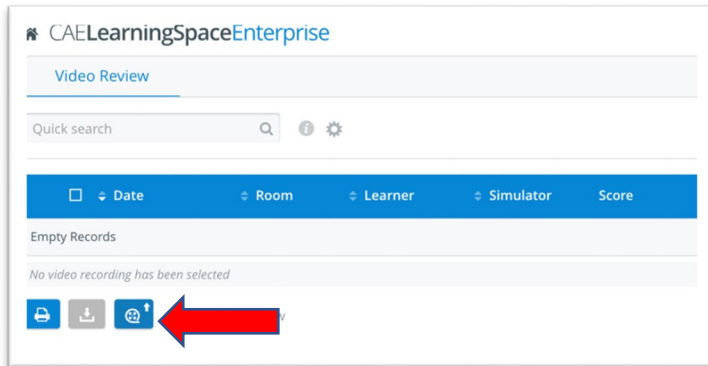 CAELearningSpaceEnterprise
Video Review
Quick search
Date Room Learner Simulator Score
Empty Records
No video recording has been selected